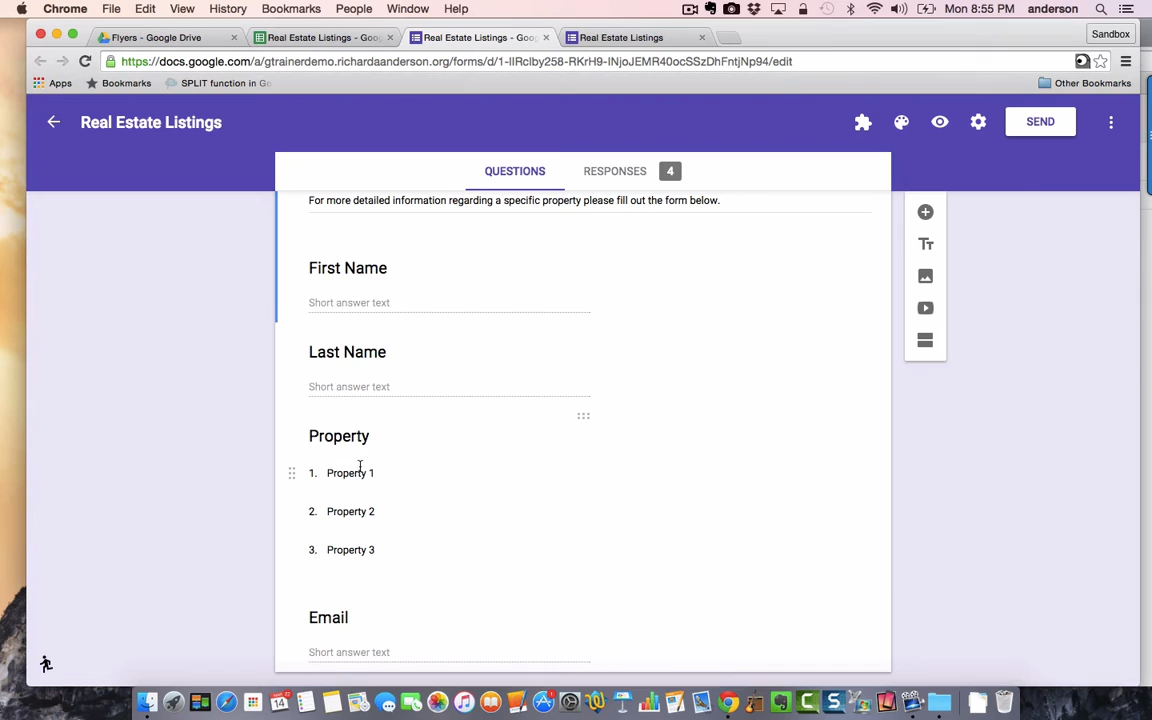 Chrome File Edit View History Bookmarks People Window Help Mon 8:55 PM anderson
Flyers - Google Drive Real Estate Listings - Goog Real Estate Listings - Goo Real Estate Listings Sandbox
https://docs.google.com/a/gtrainerdemo.richardaanderson.org/forms/d/1-lIRclby258-RKrH9-INjoJEMR40ocSSzDhFntjNp94/edit
Apps Bookmarks SPLIT function in Go Other Bookmarks
Real Estate Listings SEND
QUESTIONS RESPONSES 4
For more detailed information regarding a specific property please fill out the form below.
First Name
Short answer text
Last Name
Short answer text
Property
1. Property 1
2. Property 2
3. Property 3
Email
Short answer text